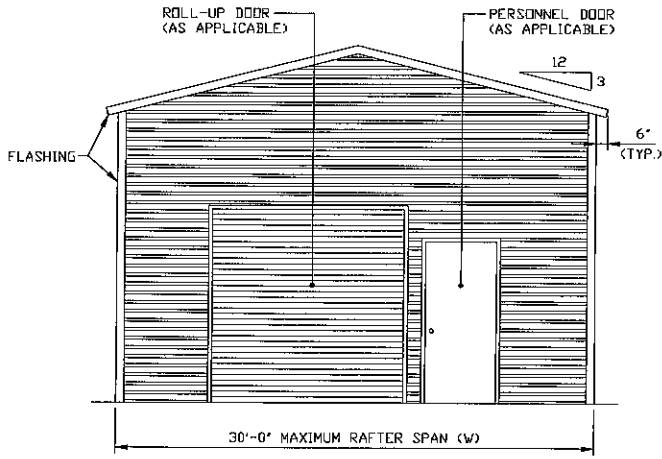 ROLL-UP DOOR
(AS APPLICABLE)
PERSONNEL DOOR
(AS APPLICABLE)
12
3
6"
(TYP.)
FLASHING
30'-0" MAXIMUM RAFTER SPAN (W)